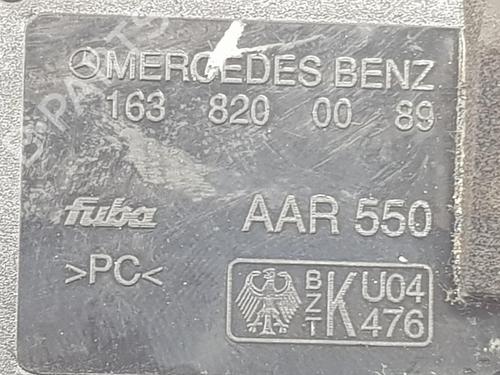 MERCEDES BENZ
163 820 00 89
fuba AAR 550
>PC<
BZT K U04 476